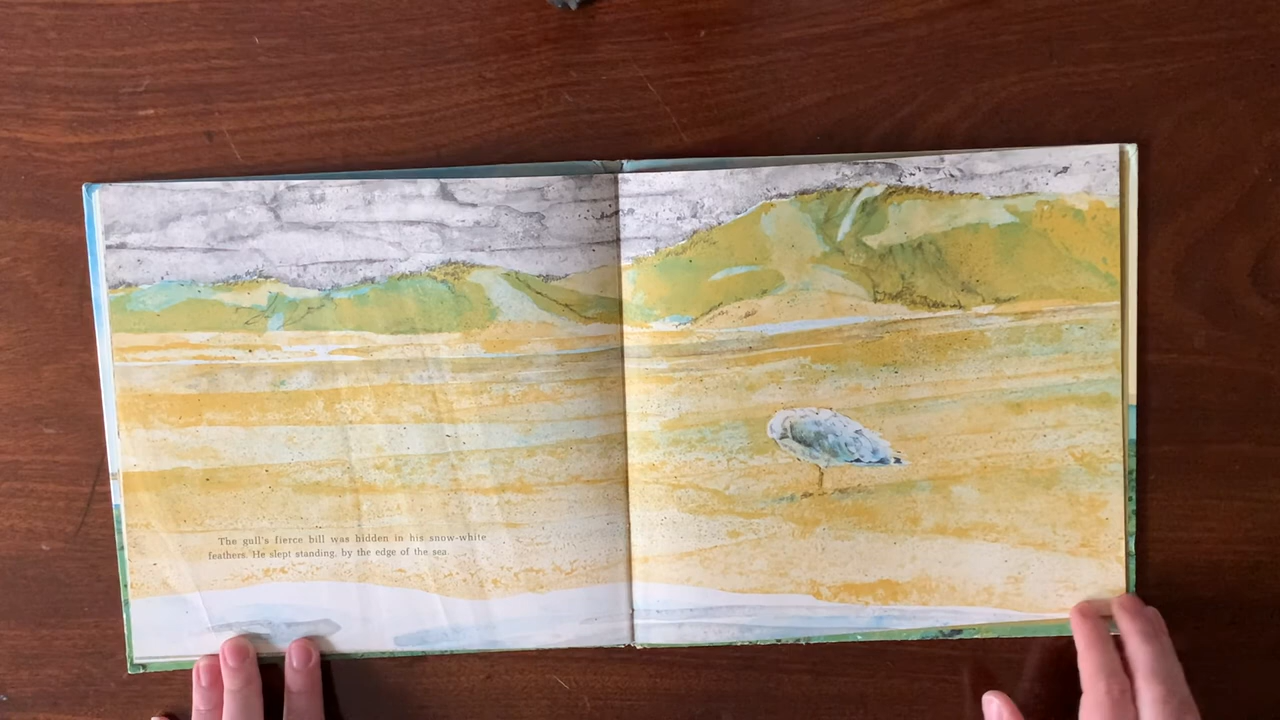 The gull's fierce bill was hidden in his snow-white
feathers. He slept standing, by the edge of the sea.